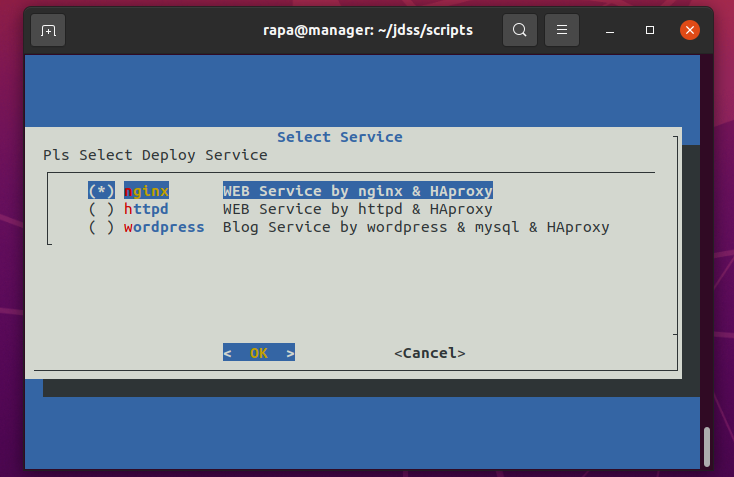 rapa@manager: ~/jdss/scripts
Select Service
Pls Select Deploy Service
(*) nginx WEB Service by nginx & HAproxy
( ) httpd WEB Service by httpd & HAproxy
( ) wordpress Blog Service by wordpress & mysql & HAproxy
< OK > <Cancel>